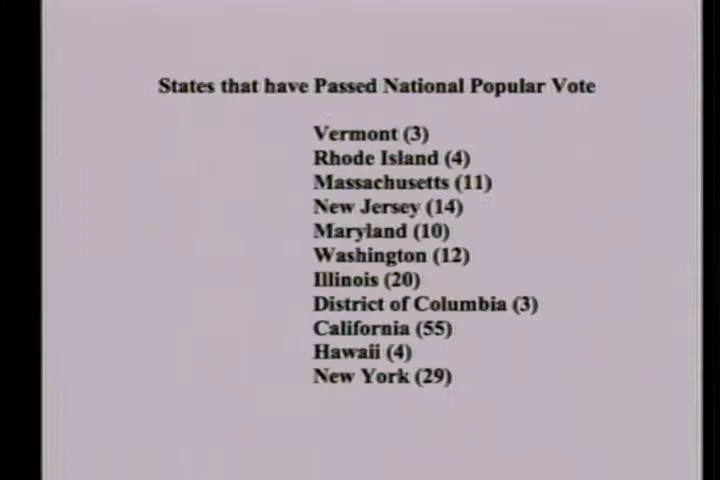 States that have Passed National Popular Vote
Vermont (3)
Rhode Island (4)
Massachusetts (11)
New Jersey (14)
Maryland (10)
Washington (12)
Illinois (20)
District of Columbia (3)
California (55)
Hawaii (4)
New York (29)